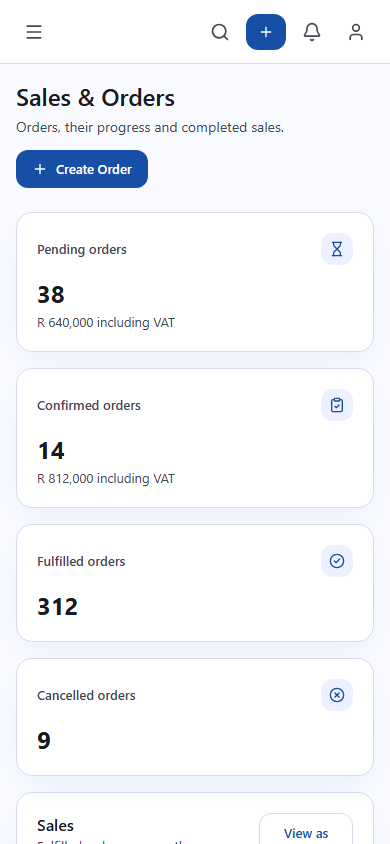 Sales & Orders
Orders, their progress and completed sales.
Create Order
Pending orders
38
R 640,000 including VAT
Confirmed orders
14
R 812,000 including VAT
Fulfilled orders
312
Cancelled orders
9
Sales
View as